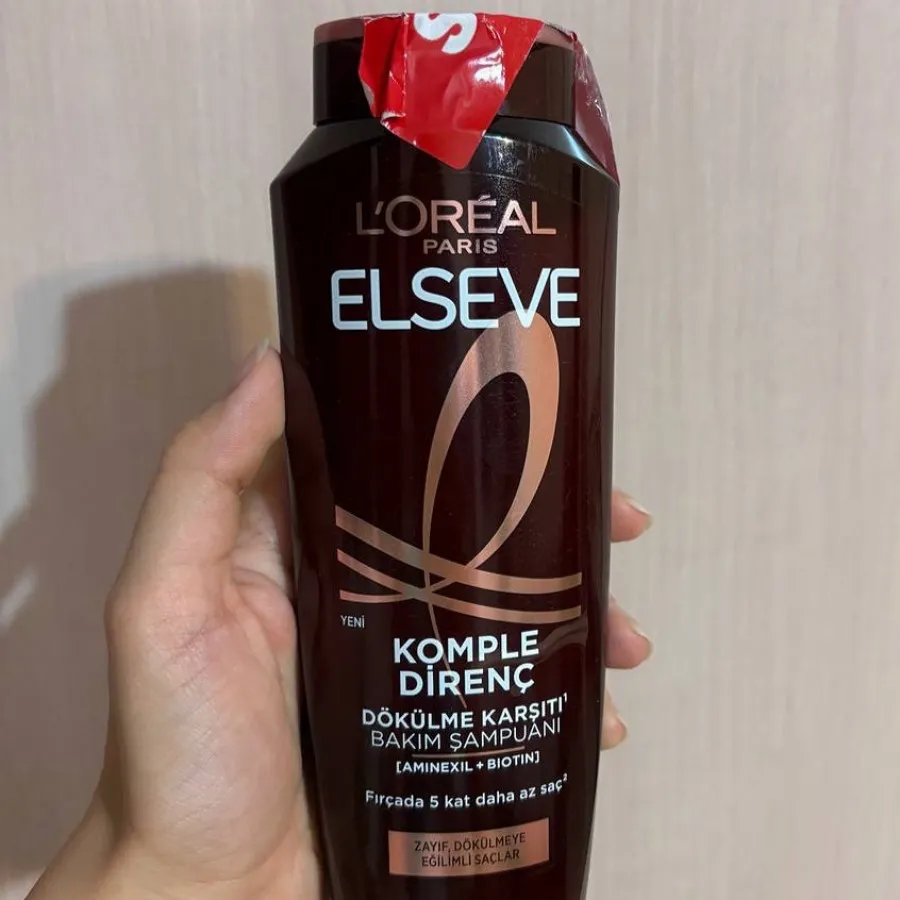 S
L'ORÉAL
PARIS
ELSEVE
YENİ
KOMPLE
DİRENÇ
DÖKÜLME KARŞITI¹
BAKIM ŞAMPUANI
[AMINEXIL + BIOTIN]
Fırçada 5 kat daha az saç²
ZAYIF, DÖKÜLMEYE
EĞİLİMLİ SAÇLAR